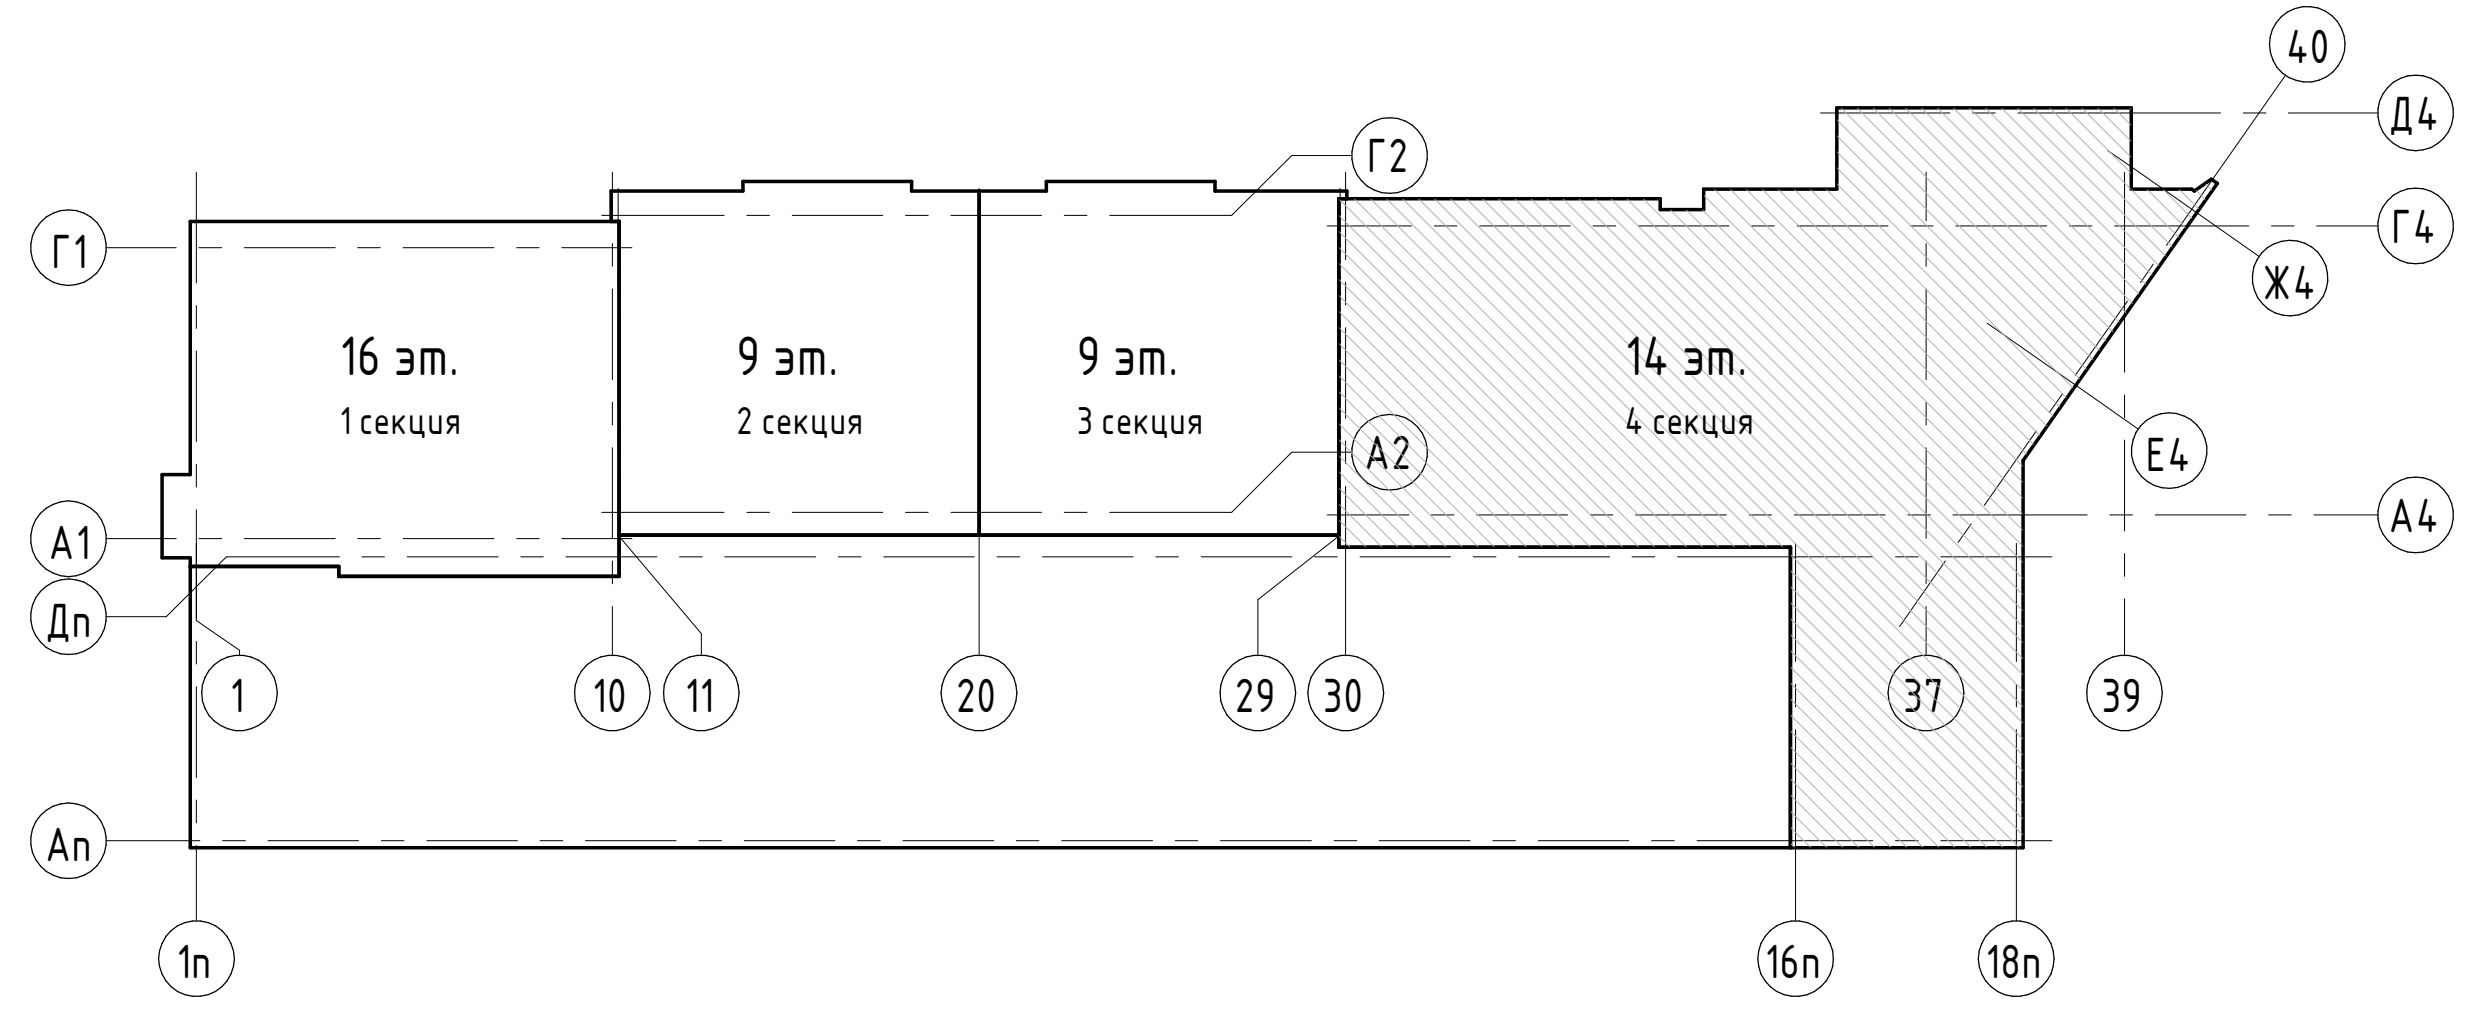 40
Д4
Г2
Г4
Г1
Ж4
16 эт.
9 эт.
9 эт.
14 эт.
1 секция
2 секция
3 секция
4 секция
А2
Е4
А1
А4
Дп
1
10
11
20
29
30
37
39
Ап
1п
16п
18п